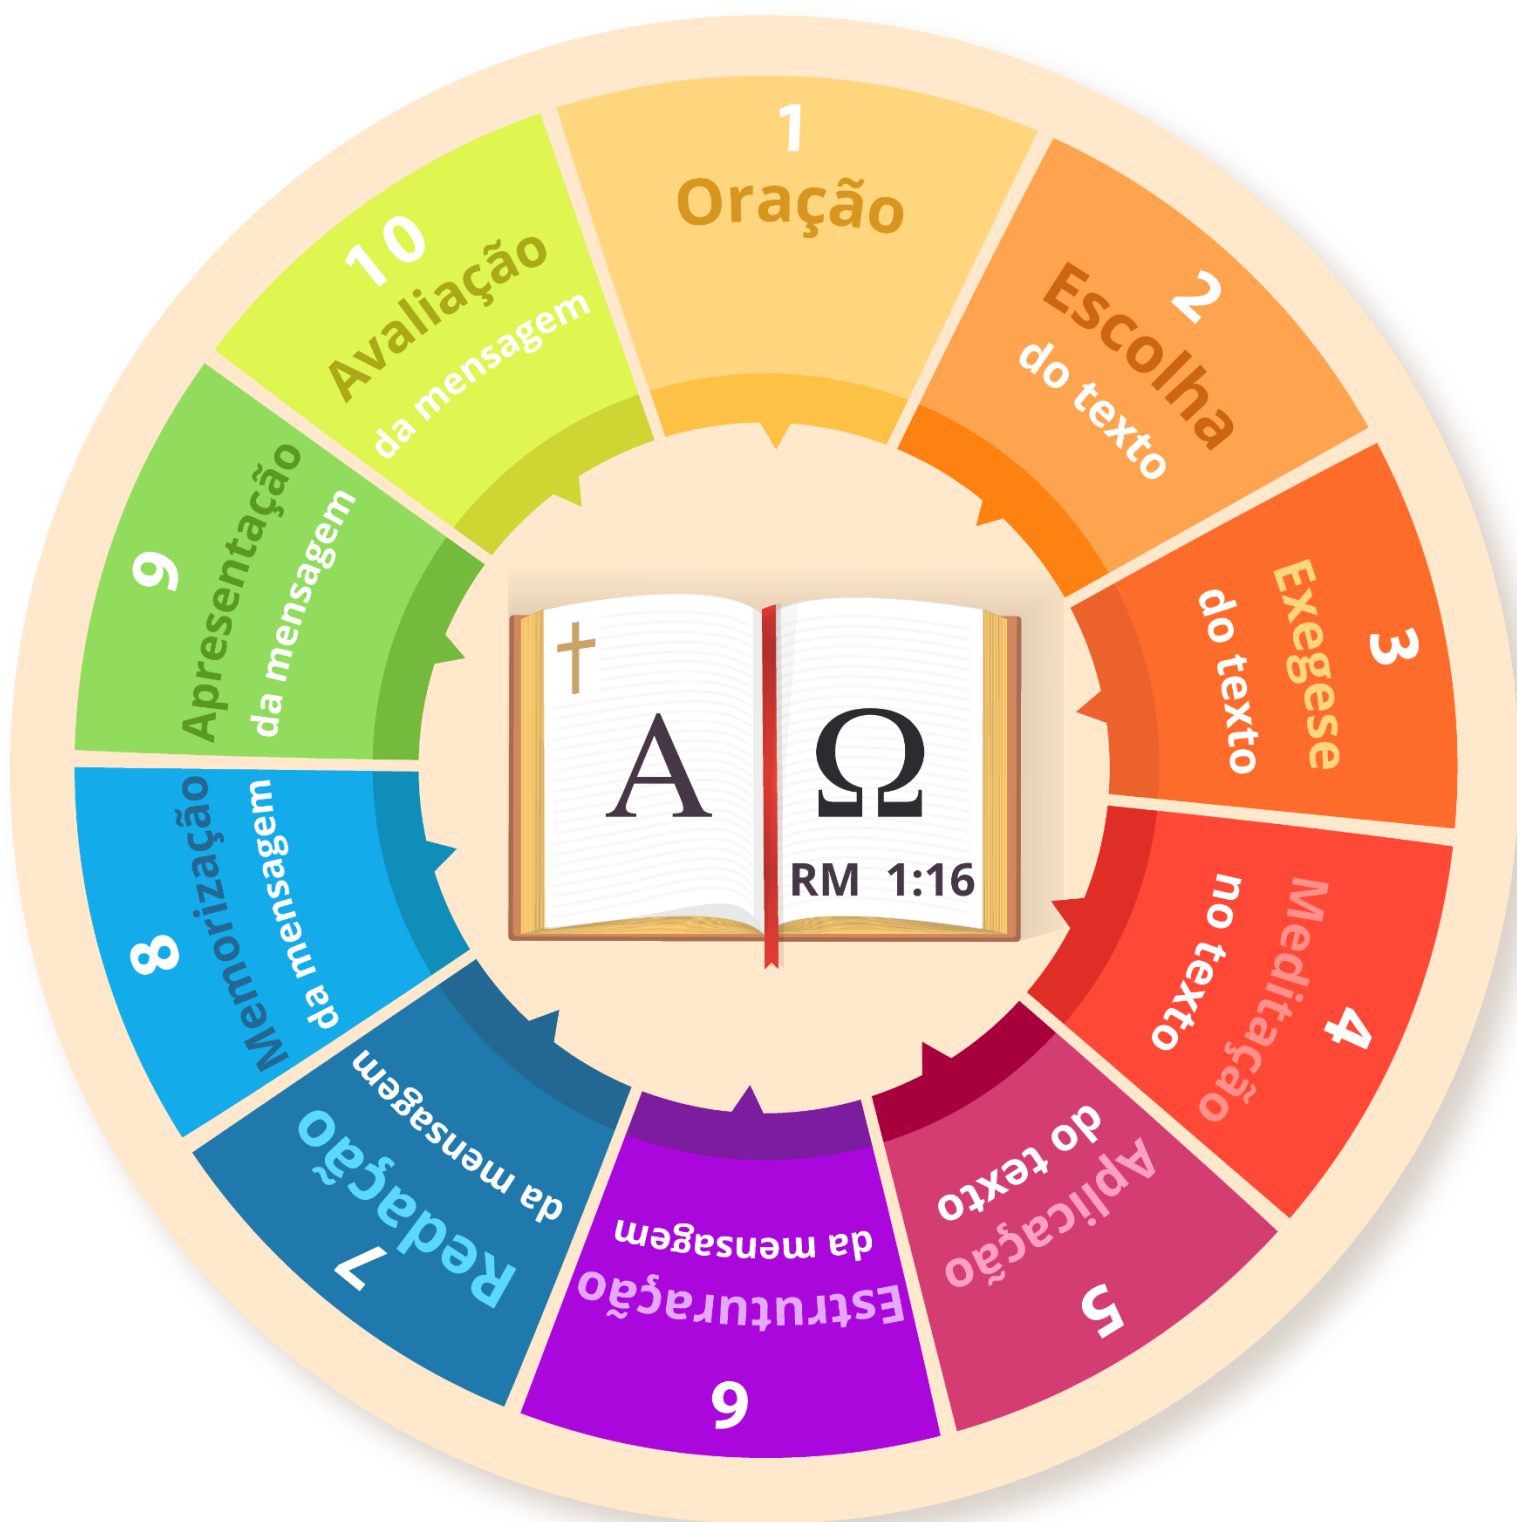 1
Oração
2
Escolha
do texto
3
Exegese
do texto
4
Meditação
no texto
5
Aplicação
do texto
6
Estruturação
da mensagem
7
Redação
da mensagem
8
Memorização
da mensagem
9
Apresentação
da mensagem
10
Avaliação
da mensagem
Α Ω
RM 1:16